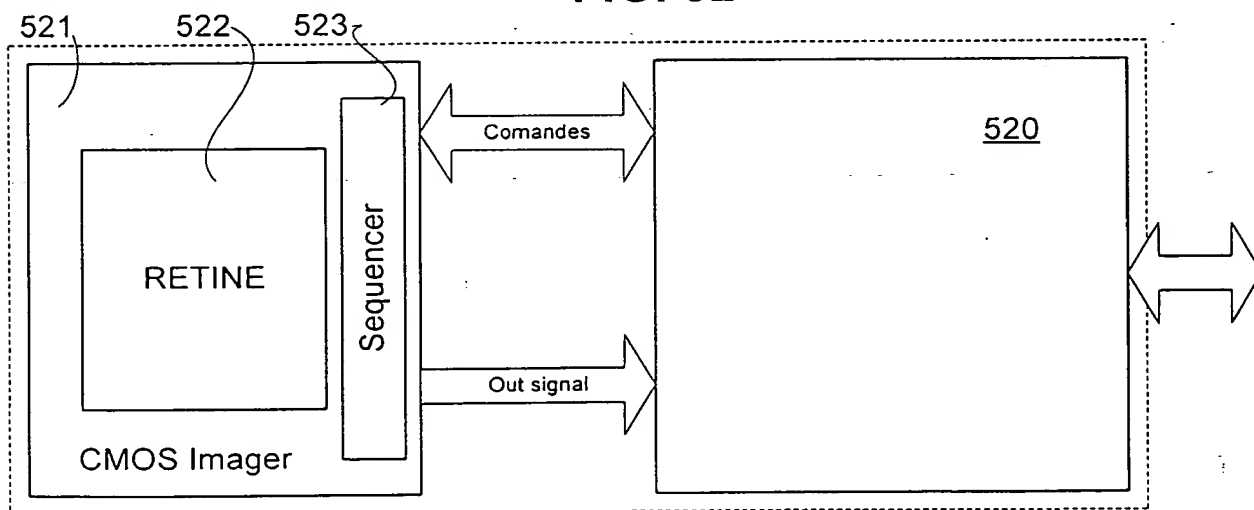 521
522
523
Comandes
520
RETINE
Sequencer
Out signal
CMOS Imager